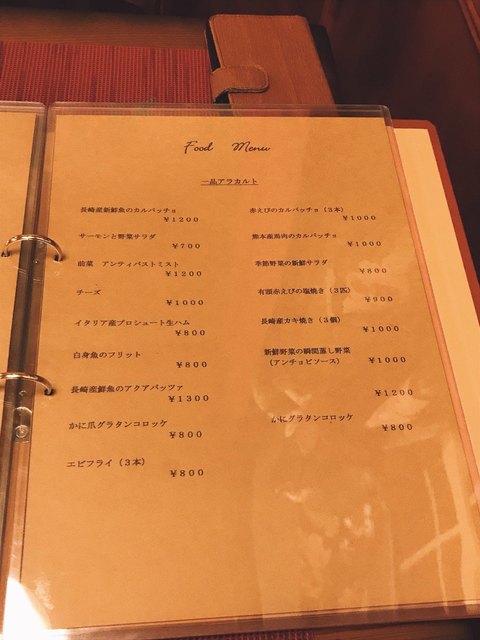 Food Menu
一品アラカルト
長崎産新鮮魚のカルパッチョ
￥1200
サーモンと野菜サラダ
￥700
前菜 アンティパストミスト
￥1200
チーズ
￥1000
イタリア産プロシュート生ハム
￥800
白身魚のフリット
￥800
長崎産鮮魚のアクアパッツァ
￥1300
かに爪グラタンコロッケ
￥800
エビフライ（3本）
￥800
赤えびのカルパッチョ（3本）
￥1000
熊本産馬肉のカルパッチョ
￥1000
季節野菜の新鮮サラダ
￥800
有頭赤えびの塩焼き（3匹）
￥900
長崎産カキ焼き（3個）
￥1000
新鮮野菜の瞬間蒸し野菜
（アンチョビソース）
￥1000
￥1200
かにグラタンコロッケ
￥800